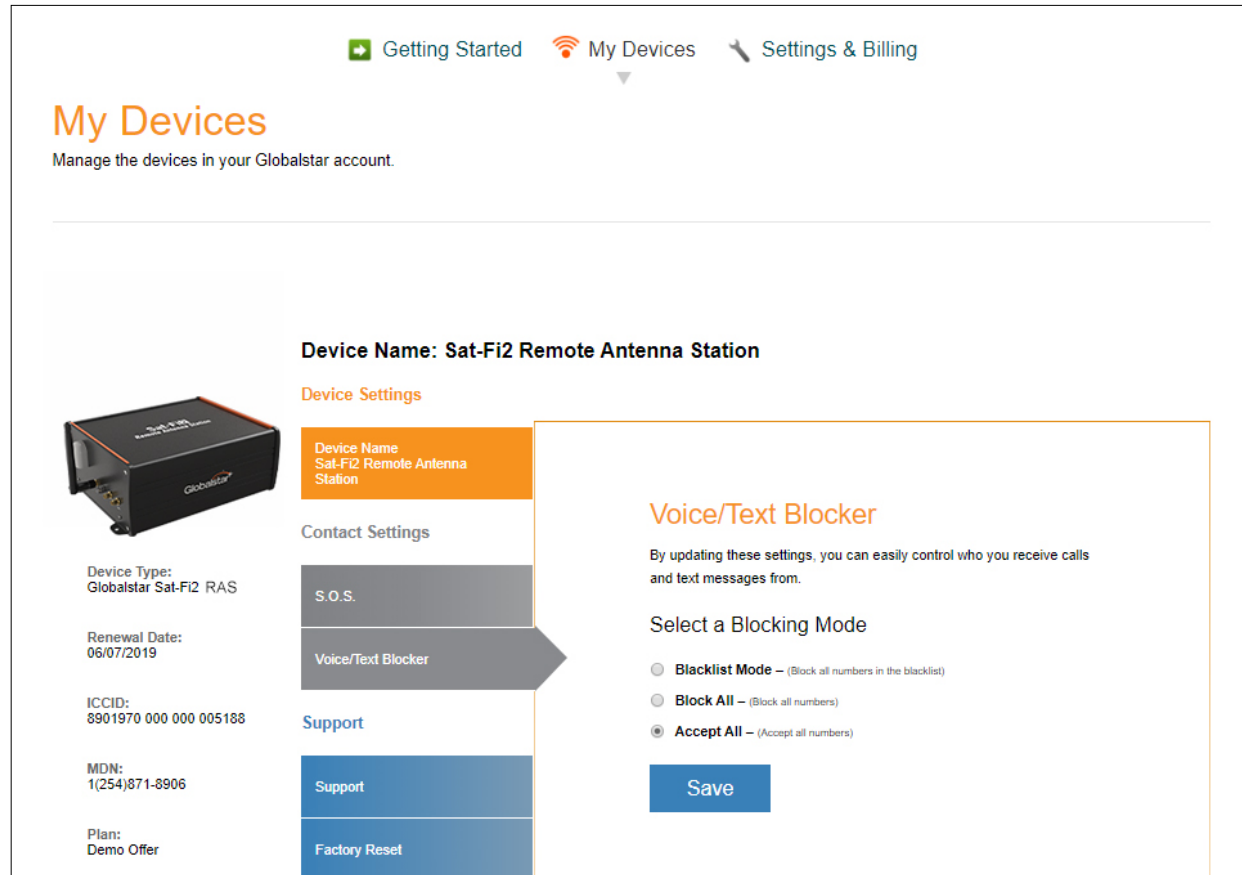 Getting Started My Devices Settings & Billing
My Devices
Manage the devices in your Globalstar account.
Device Name: Sat-Fi2 Remote Antenna Station
Device Settings
Device Name
Sat-Fi2 Remote Antenna
Station
Contact Settings
S.O.S.
Voice/Text Blocker
Support
Support
Factory Reset
Sat-Fi2
Remote Antenna Station
Globalstar
Device Type:
Globalstar Sat-Fi2 RAS
Renewal Date:
06/07/2019
ICCID:
8901970 000 000 005188
MDN:
1(254)871-8906
Plan:
Demo Offer
Voice/Text Blocker
By updating these settings, you can easily control who you receive calls
and text messages from.
Select a Blocking Mode
Blacklist Mode – (Block all numbers in the blacklist)
Block All – (Block all numbers)
Accept All – (Accept all numbers)
Save